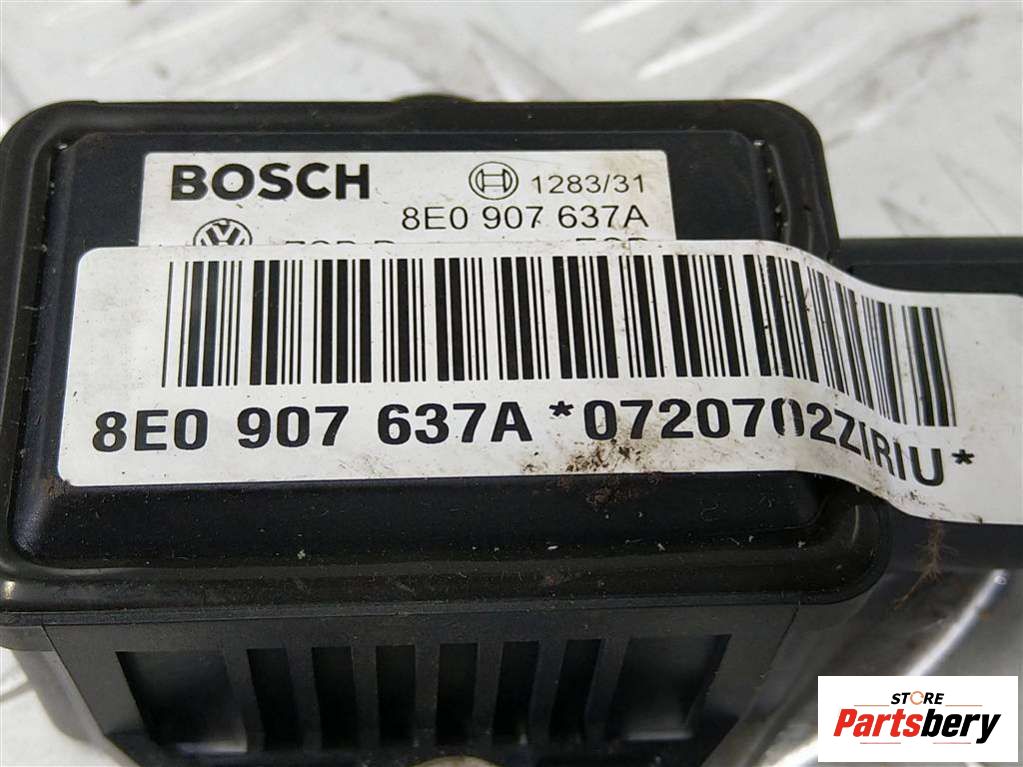 BOSCH
1283/31
8E0 907 637A
8E0 907 637A *0720702ZIRIU*
STORE
Partsbery